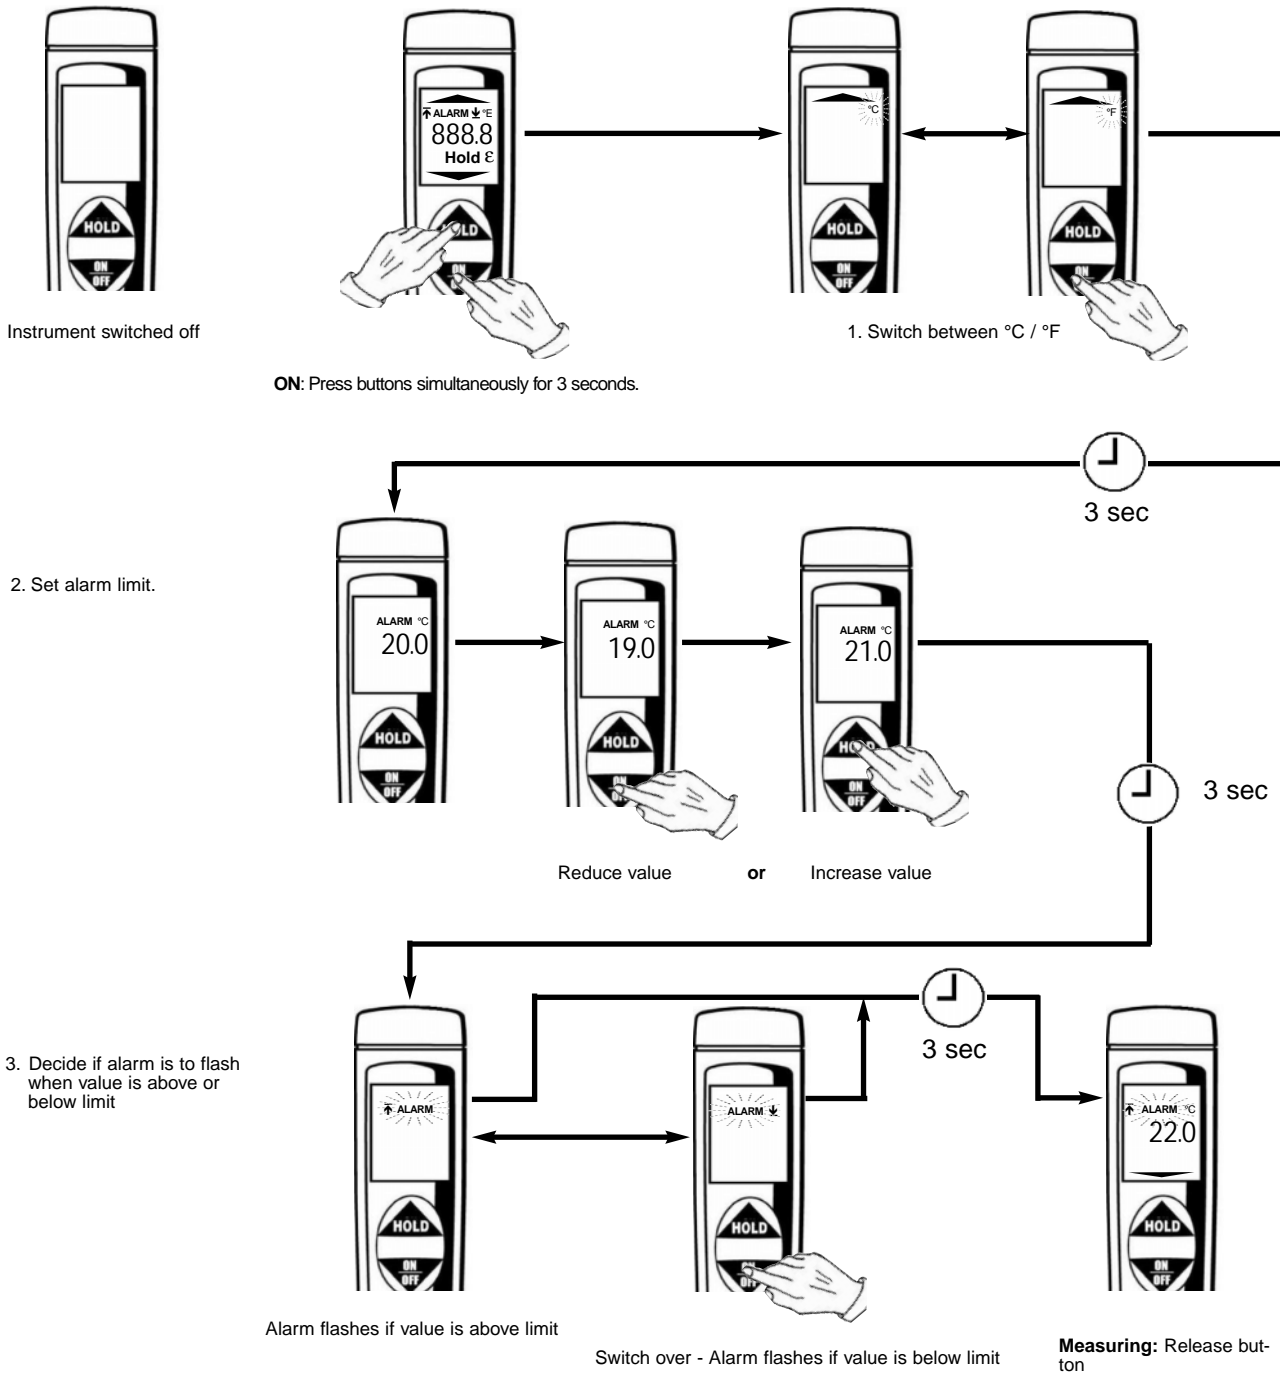 ALARM °E
888.8
Hold ε
HOLD
ON
OFF
LD
ON
°C
HOLD
ON
OFF
°F
HOLD
ON
Instrument switched off
1. Switch between °C / °F
ON: Press buttons simultaneously for 3 seconds.
3 sec
2. Set alarm limit.
ALARM °C
20.0
HOLD
ON
OFF
ALARM °C
19.0
HOLD
ON
ALARM °C
21.0
ON
OFF
3 sec
Reduce value or Increase value
3 sec
3. Decide if alarm is to flash
when value is above or
below limit
ALARM
HOLD
ON
OFF
ALARM
HOLD
ON
OFF
ALARM °C
22.0
HOLD
ON
OFF
Alarm flashes if value is above limit
Switch over - Alarm flashes if value is below limit
Measuring: Release but-
ton